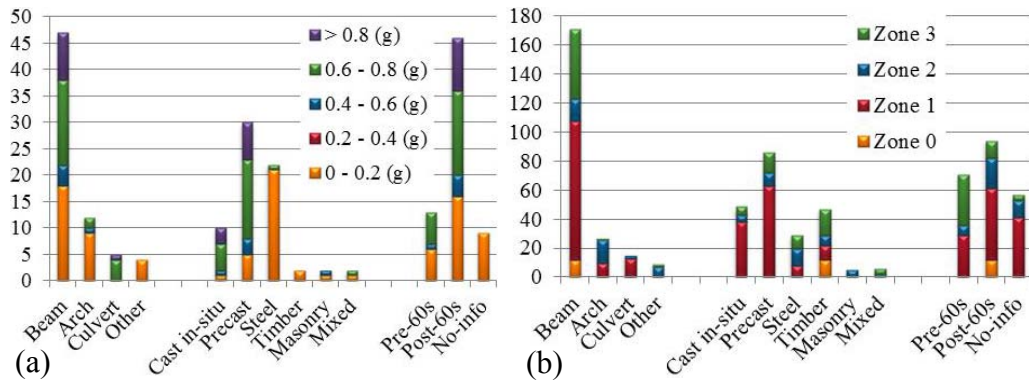 50
45
40
35
30
25
20
15
10
5
0
> 0.8 (g)
0.6 - 0.8 (g)
0.4 - 0.6 (g)
0.2 - 0.4 (g)
0 - 0.2 (g)
Beam
Arch
Culvert
Other
Cast in-situ
Precast
Steel
Timber
Masonry
Mixed
Pre-60s
Post-60s
No-info
(a)
180
160
140
120
100
80
60
40
20
0
Zone 3
Zone 2
Zone 1
Zone 0
Beam
Arch
Culvert
Other
Cast in-situ
Precast
Steel
Timber
Masonry
Mixed
Pre-60s
Post-60s
No-info
(b)